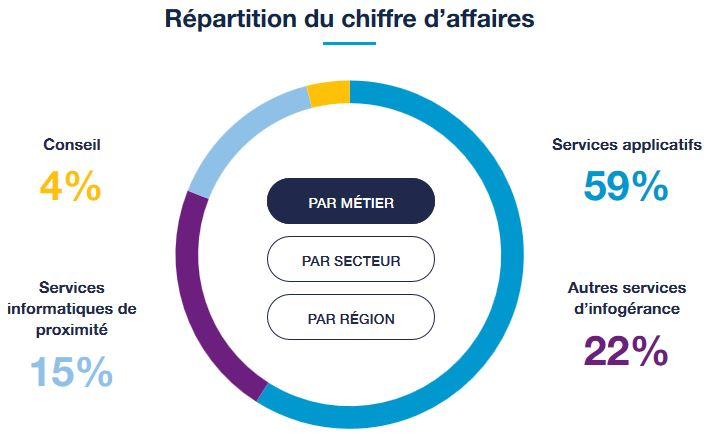 Répartition du chiffre d’affaires
Conseil
4%
Services applicatifs
59%
PAR MÉTIER
PAR SECTEUR
PAR RÉGION
Services
informatiques de
proximité
15%
Autres services
d’infogérance
22%